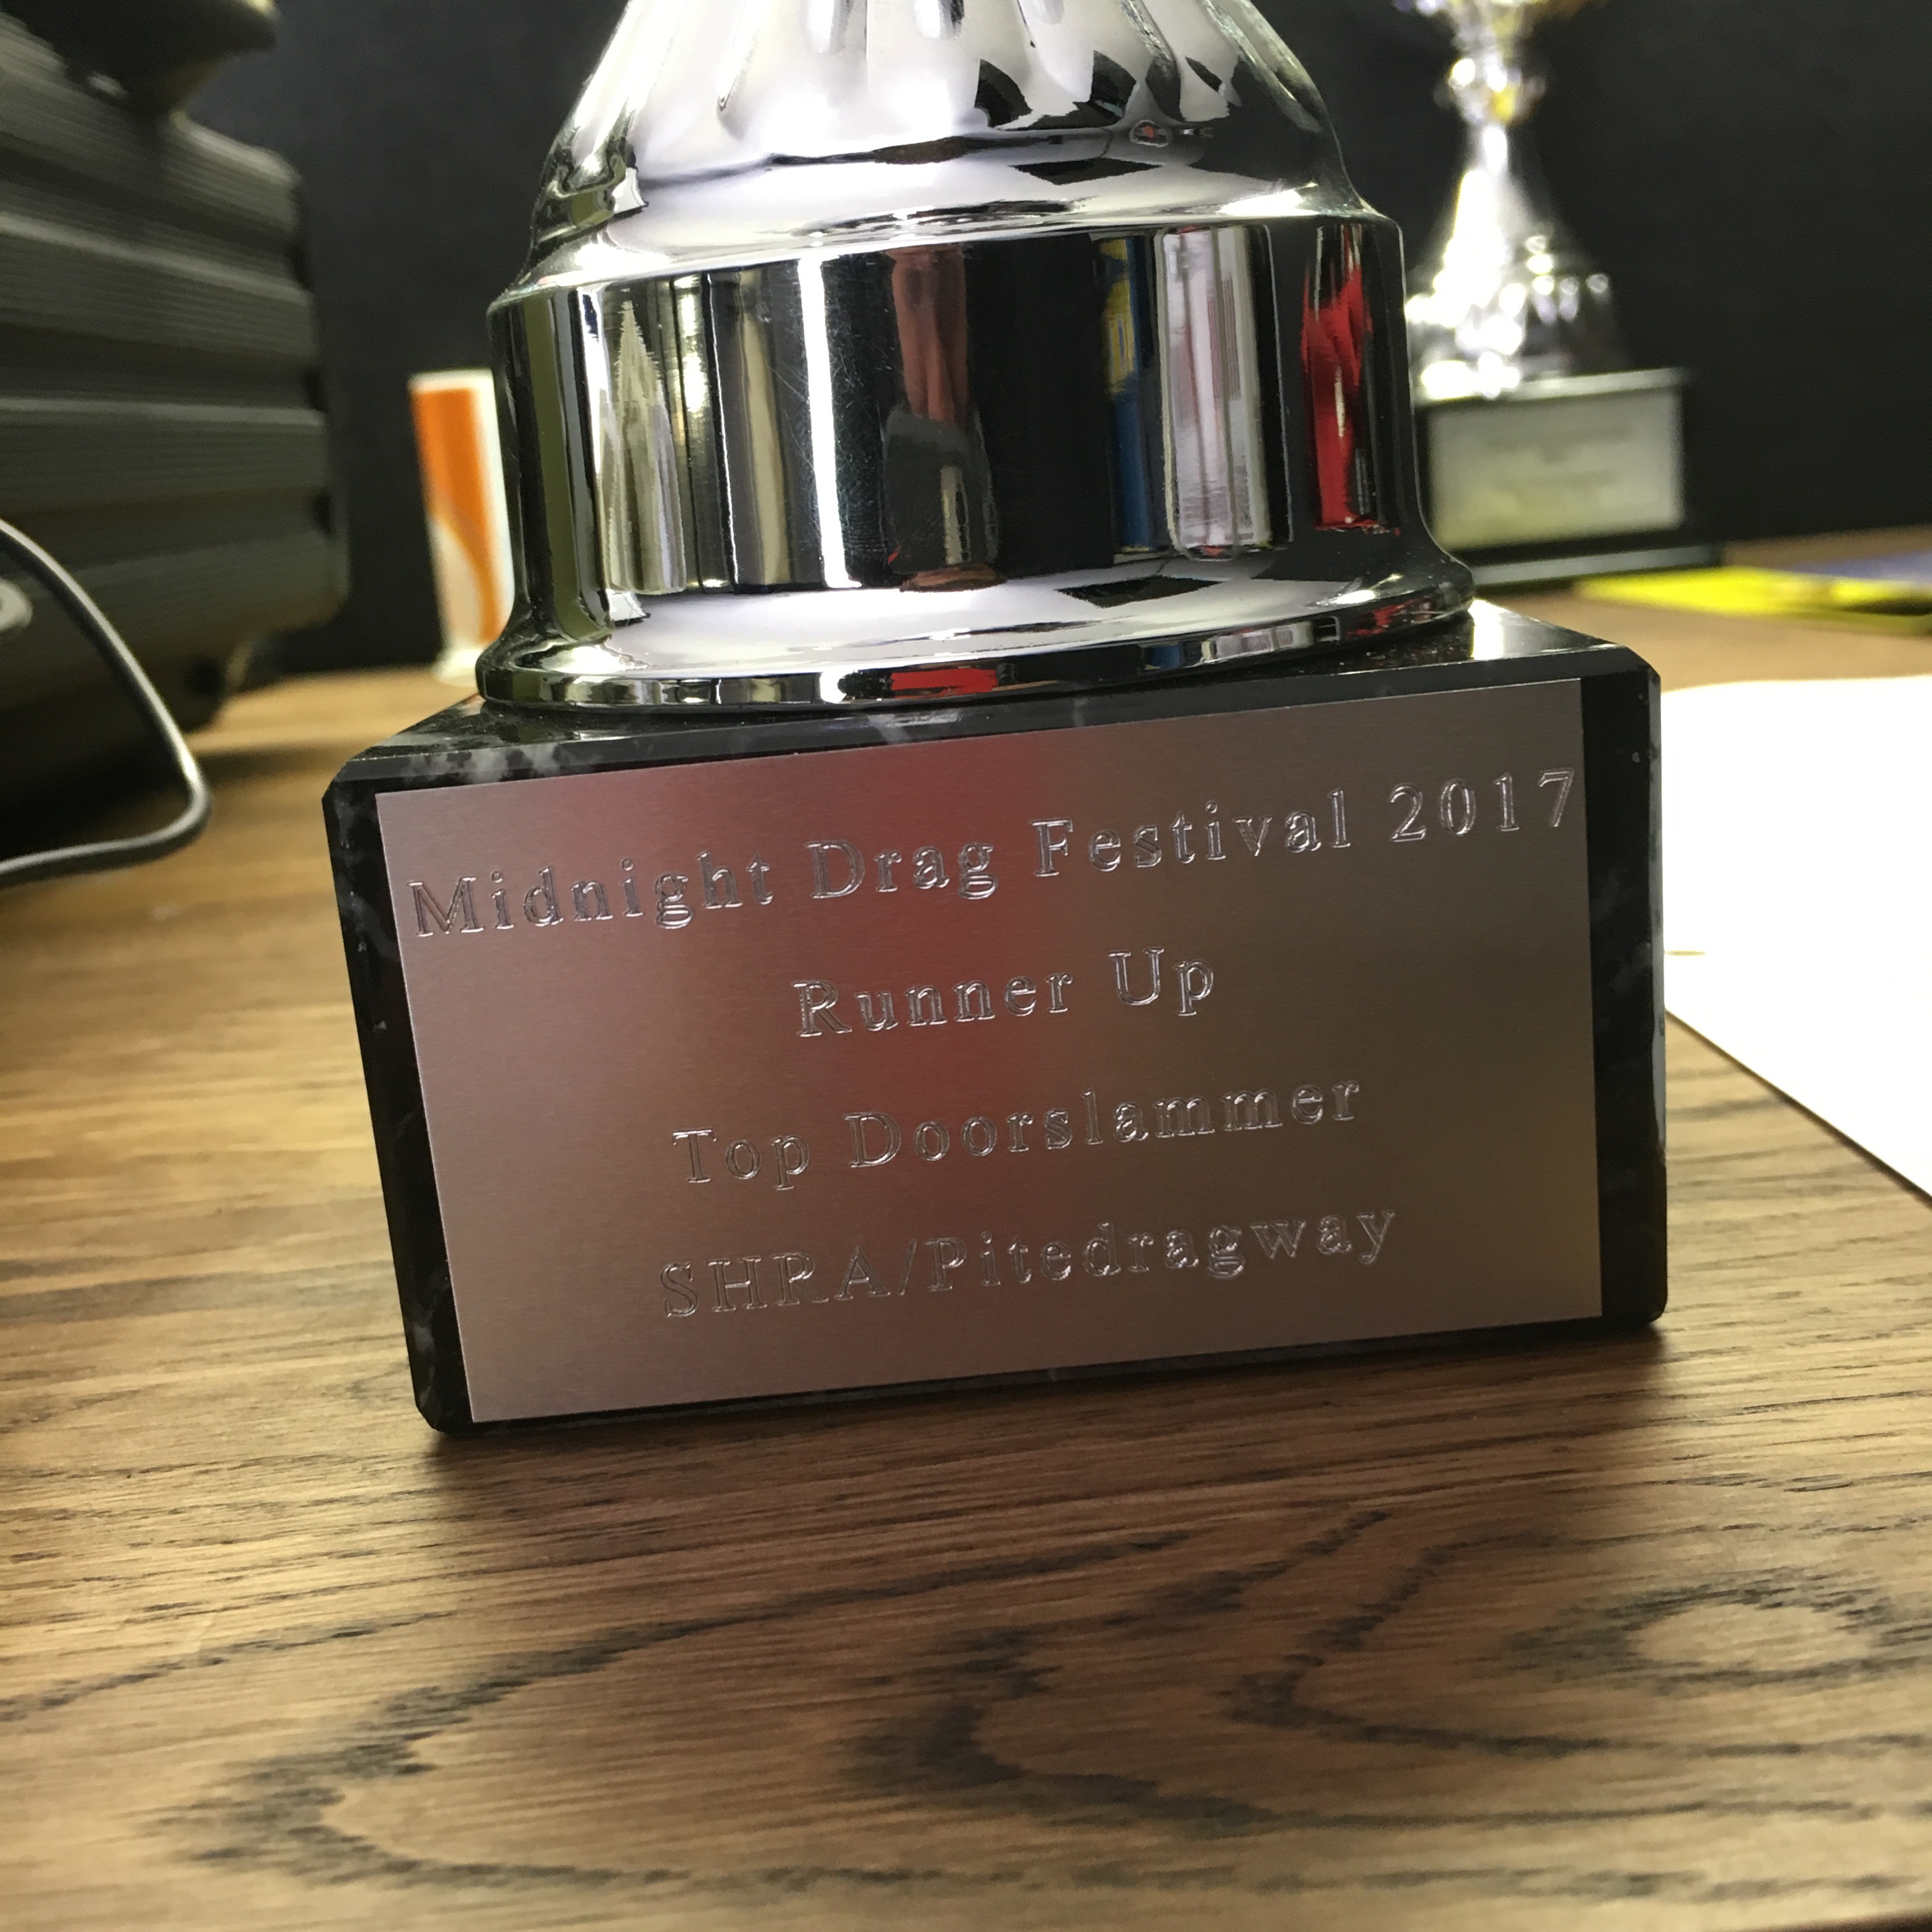 Midnight Drag Festival 2017
Runner Up
Top Doorslammer
SHRA/Pitedragway